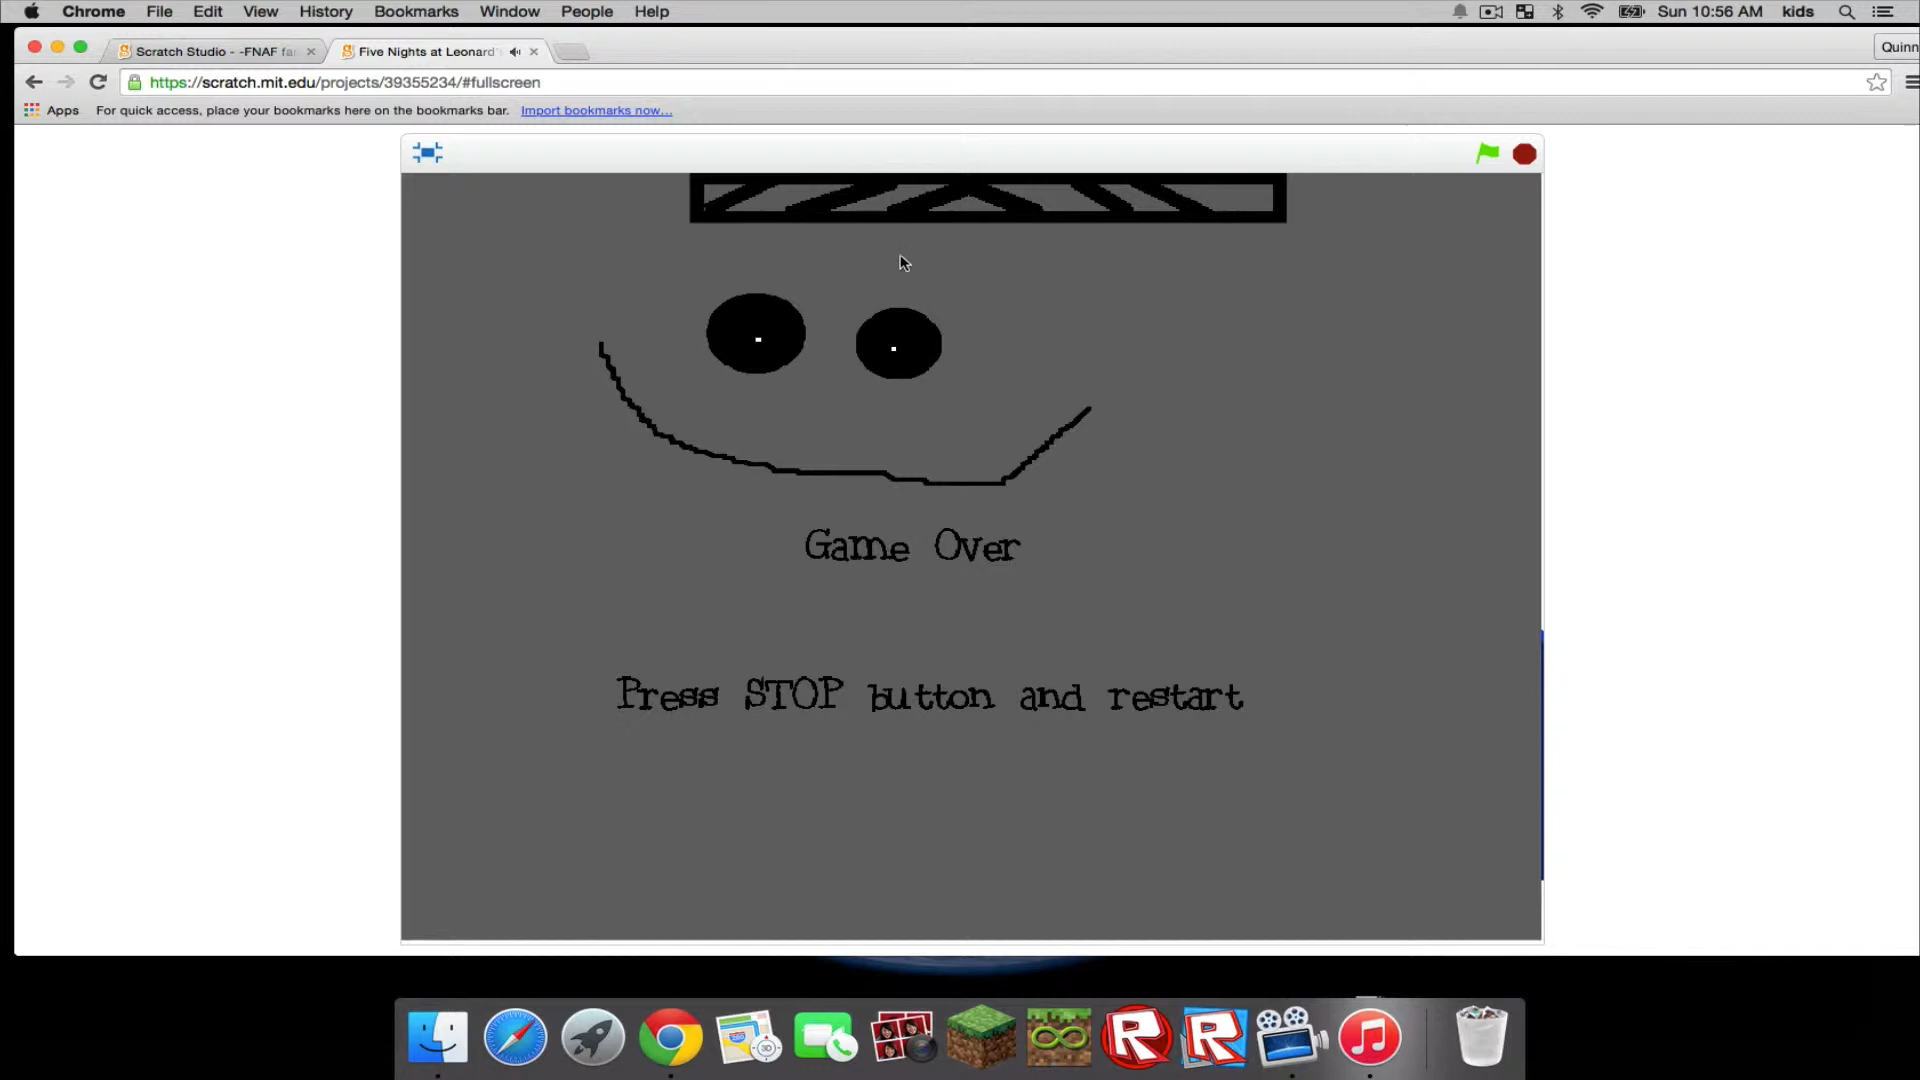 Chrome File Edit View History Bookmarks Window People Help Sun 10:56 AM kids
Scratch Studio - -FNAF fa Five Nights at Leonard' Quinn
https://scratch.mit.edu/projects/39355234/#fullscreen
Apps For quick access, place your bookmarks here on the bookmarks bar. Import bookmarks now...
Game Over
Press STOP button and restart